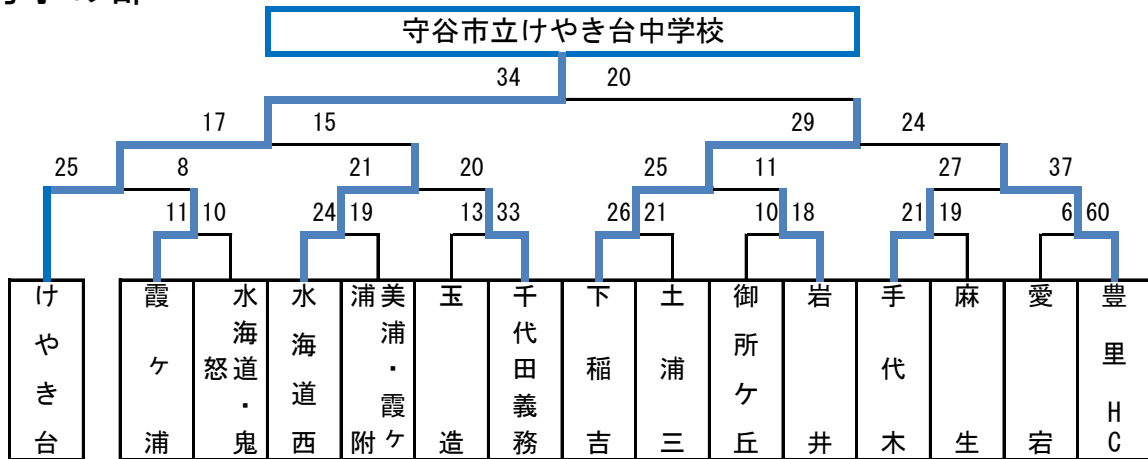 守谷市立けやき台中学校
34 20
17 15 29 24
25 8 21 20 25 11 27 37
11 10 24 19 13 33 26 21 10 18 21 19 6 60
けやき台
霞ヶ浦
水海道・鬼怒
水海道西
美浦・霞ケ浦附
玉造
千代田義務
下稲吉
土浦三
御所ケ丘
岩井
手代木
麻生
愛宕
豊里HC